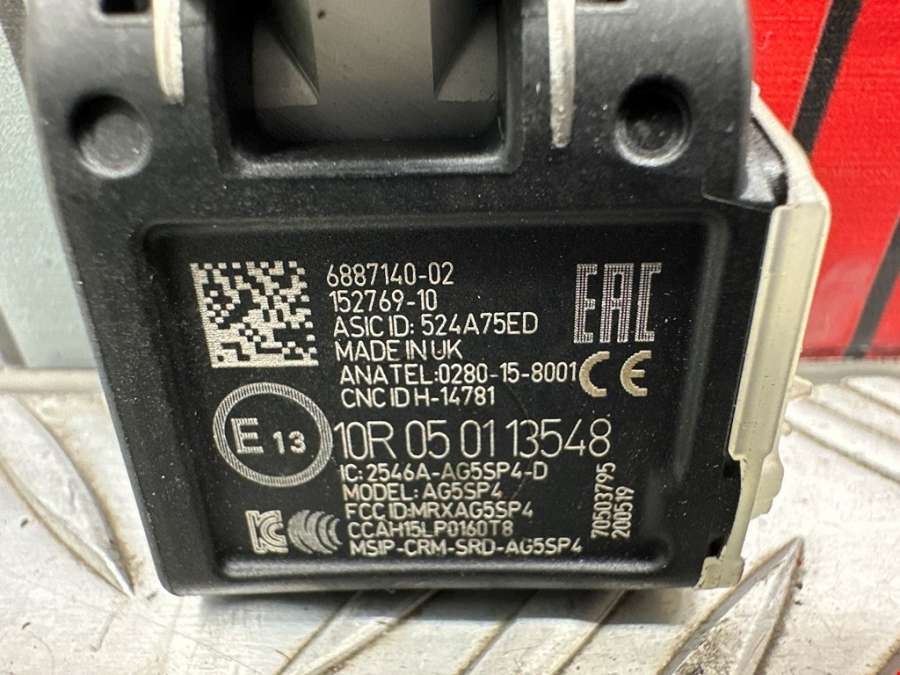 6887140-02
152769-10
ASIC ID: 524A75ED
MADE IN UK
ANATEL:0280-15-8001
CNC ID H-14781
EAC
CE
E 13
10R 05 01 13548
IC:2546A-AG5SP4-D
MODEL: AG5SP4
FCC ID:MRXAG5SP4
CCAH15LP0160T8
MSIP-CRM-SRD-AG5SP4
70503795
200519